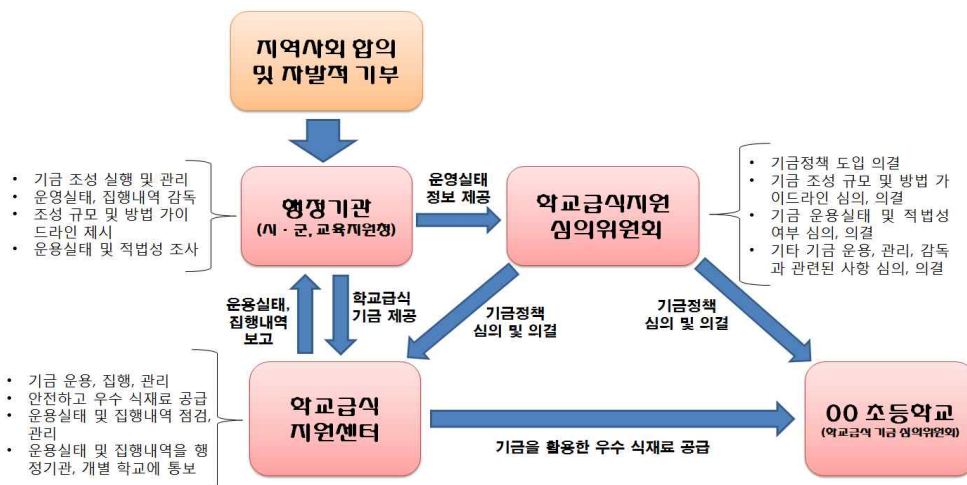 지역사회 합의
및 자발적 기부
• 기금 조성 실행 및 관리
• 운영실태, 집행내역 감독
• 조성 규모 및 방법 가이
드라인 제시
• 운용실태 및 적법성 조사
행정기관
(시 · 군, 교육지원청)
운영실태
정보 제공
학교급식지원
심의위원회
• 기금정책 도입 의결
• 기금 조성 규모 및 방법 가
이드라인 심의, 의결
• 기금 운용실태 및 적법성
여부 심의, 의결
• 기타 기금 운용, 관리, 감독
과 관련된 사항 심의, 의결
운용실태,
집행내역
보고
학교급식
기금 제공
기금정책
심의 및 의결
기금정책
심의 및 의결
• 기금 운용, 집행, 관리
• 안전하고 우수 식재료 공급
• 운용실태 및 집행내역 점검,
관리
• 운용실태 및 집행내역을 행
정기관, 개별 학교에 통보
학교급식
지원센터
기금을 활용한 우수 식재료 공급
00 초등학교
(학교급식 기금 심의위원회)